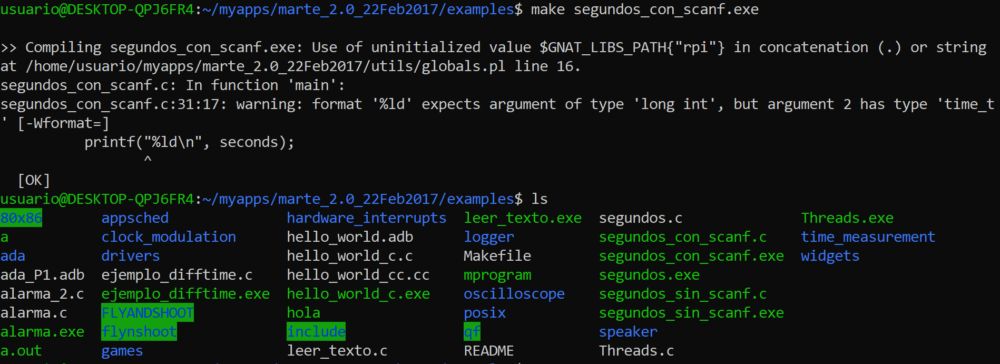 usuario@DESKTOP-QPJ6FR4:~/myapps/marte_2.0_22Feb2017/examples$ make segundos_con_scanf.exe
>> Compiling segundos_con_scanf.exe: Use of uninitialized value $GNAT_LIBS_PATH{"rpi"} in concatenation (.) or string
at /home/usuario/myapps/marte_2.0_22Feb2017/utils/globals.pl line 16.
segundos_con_scanf.c: In function 'main':
segundos_con_scanf.c:31:17: warning: format '%ld' expects argument of type 'long int', but argument 2 has type 'time_t
' [-Wformat=]
printf("%ld\n", seconds);
^
[OK]
usuario@DESKTOP-QPJ6FR4:~/myapps/marte_2.0_22Feb2017/examples$ ls
80x86 appsched hardware_interrupts leer_texto.exe segundos.c Threads.exe
a clock_modulation hello_world.adb logger segundos_con_scanf.c time_measurement
ada drivers hello_world_c.c Makefile segundos_con_scanf.exe widgets
ada_P1.adb ejemplo_difftime.c hello_world_cc.cc mprogram segundos.exe
alarma_2.c ejemplo_difftime.exe hello_world_c.exe oscilloscope segundos_sin_scanf.c
alarma.c FLYANDSHOOT hola posix segundos_sin_scanf.exe
alarma.exe flynshoot include qf speaker
a.out games leer_texto.c README Threads.c